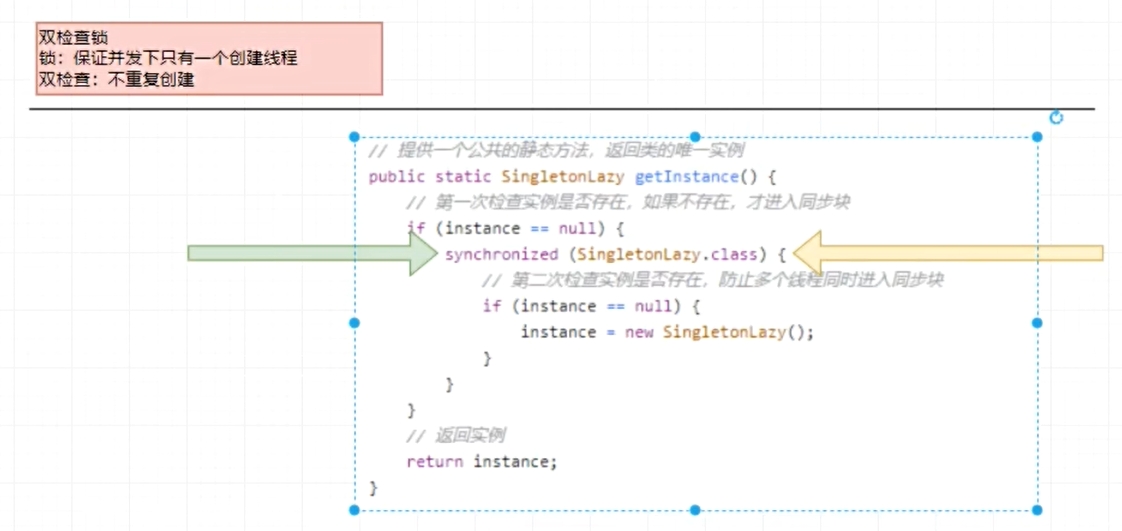 双检查锁
锁：保证并发下只有一个创建线程
双检查：不重复创建
// 提供一个公共的静态方法，返回类的唯一实例
public static SingletonLazy getInstance() {
// 第一次检查实例是否存在，如果不存在，才进入同步块
if (instance == null) {
synchronized (SingletonLazy.class) {
// 第二次检查实例是否存在，防止多个线程同时进入同步块
if (instance == null) {
instance = new SingletonLazy();
}
}
}
// 返回实例
return instance;
}